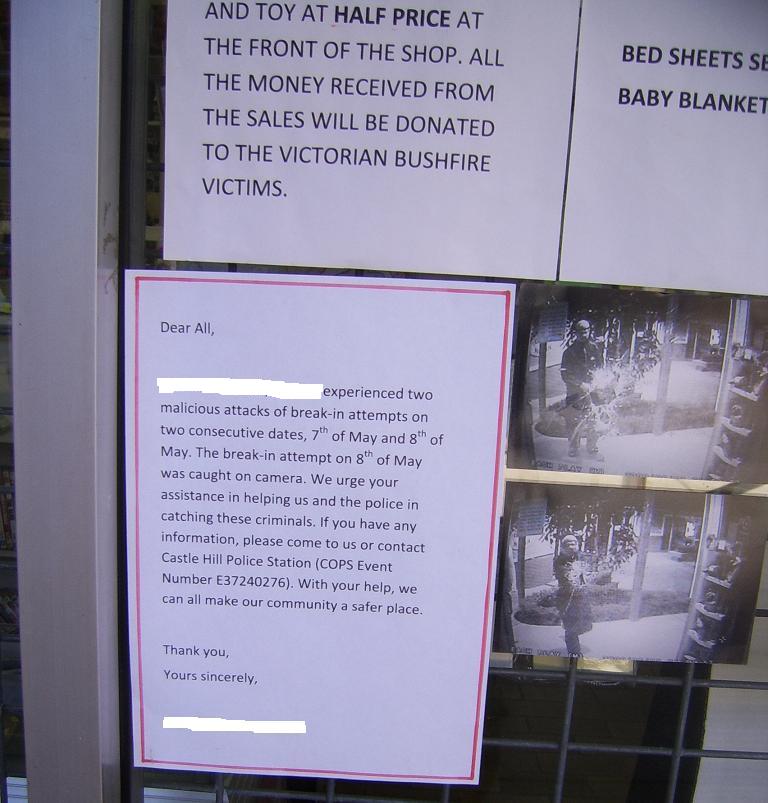 AND TOY AT HALF PRICE AT
THE FRONT OF THE SHOP. ALL
THE MONEY RECEIVED FROM
THE SALES WILL BE DONATED
TO THE VICTORIAN BUSHFIRE
VICTIMS.
BED SHEETS SE
BABY BLANKET
Dear All,
experienced two
malicious attacks of break-in attempts on
two consecutive dates, 7th of May and 8th of
May. The break-in attempt on 8th of May
was caught on camera. We urge your
assistance in helping us and the police in
catching these criminals. If you have any
information, please come to us or contact
Castle Hill Police Station (COPS Event
Number E37240276). With your help, we
can all make our community a safer place.
Thank you,
Yours sincerely,